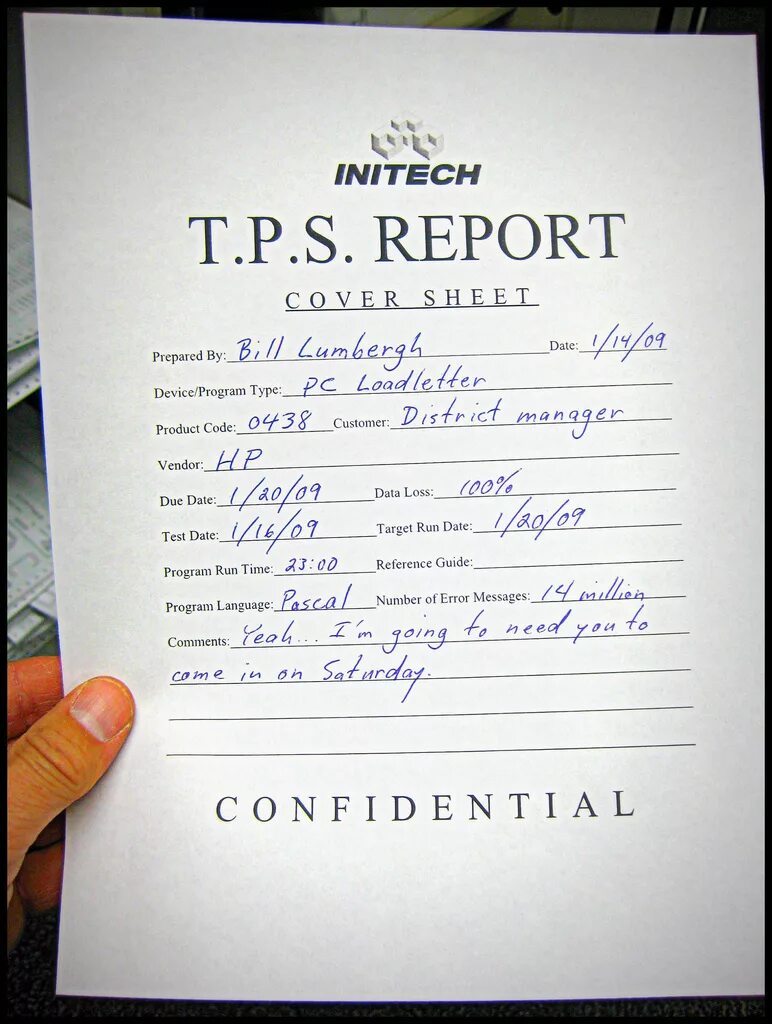 INITECH
T.P.S. REPORT
COVER SHEET
Prepared By: Bill Lumbergh Date: 1/14/09
Device/Program Type: PC Loadletter
Product Code: 0438 Customer: District manager
Vendor: HP
Due Date: 1/20/09 Data Loss: 100%
Test Date: 1/16/09 Target Run Date: 1/20/09
Program Run Time: 23:00 Reference Guide:
Program Language: Pascal Number of Error Messages: 14 million
Comments: Yeah... I'm going to need you to
come in on Saturday.
CONFIDENTIAL